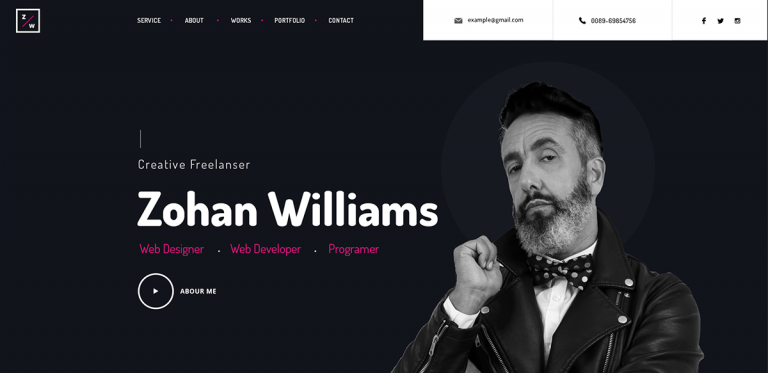 Z
W
SERVICE • ABOUT • WORKS • PORTFOLIO • CONTACT
example@gmail.com
0089-69854756
Creative Freelanser
Zohan Williams
Web Designer . Web Developer . Programer
ABOUR ME